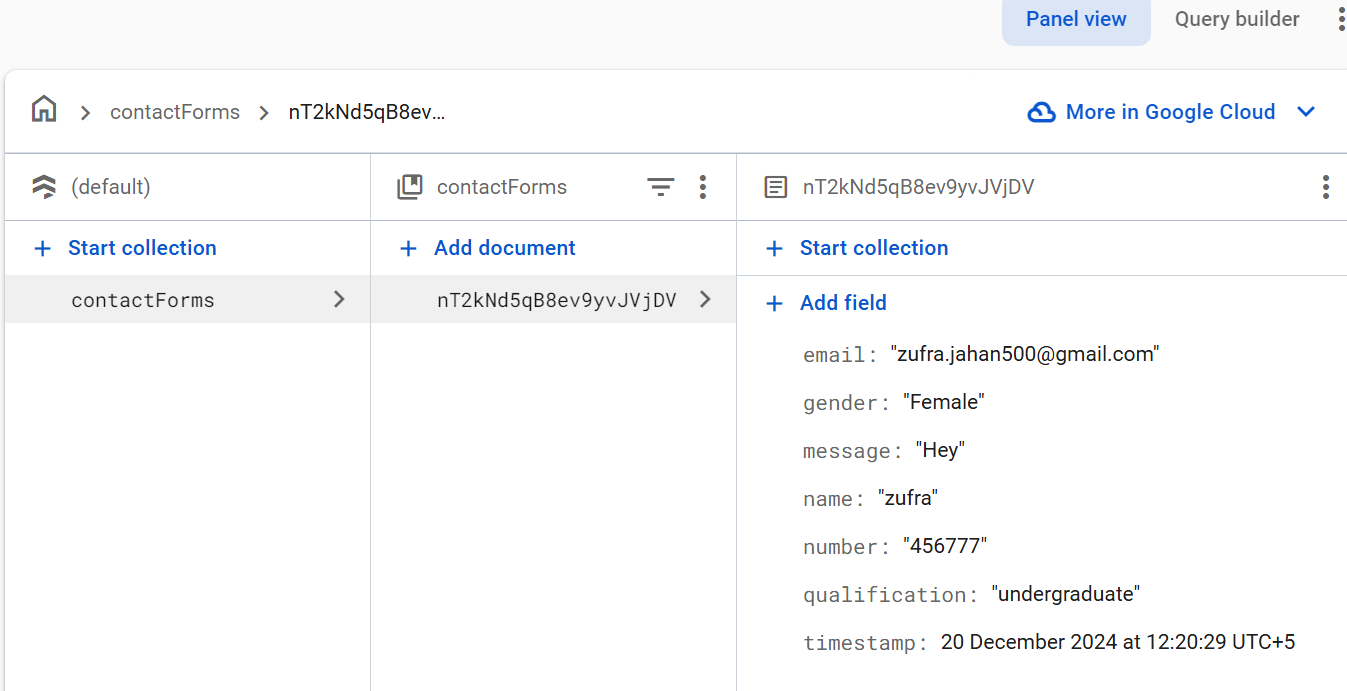 Panel view Query builder
contactForms nT2kNd5qB8ev... More in Google Cloud
(default) contactForms nT2kNd5qB8ev9yvJVjDV
+ Start collection + Add document + Start collection
contactForms nT2kNd5qB8ev9yvJVjDV
+ Add field
email: "zufra.jahan500@gmail.com"
gender: "Female"
message: "Hey"
name: "zufra"
number: "456777"
qualification: "undergraduate"
timestamp: 20 December 2024 at 12:20:29 UTC+5